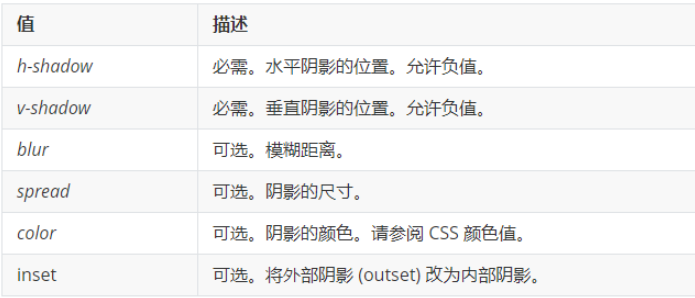 值 描述
h-shadow 必需。水平阴影的位置。允许负值。
v-shadow 必需。垂直阴影的位置。允许负值。
blur 可选。模糊距离。
spread 可选。阴影的尺寸。
color 可选。阴影的颜色。请参阅 CSS 颜色值。
inset 可选。将外部阴影 (outset) 改为内部阴影。